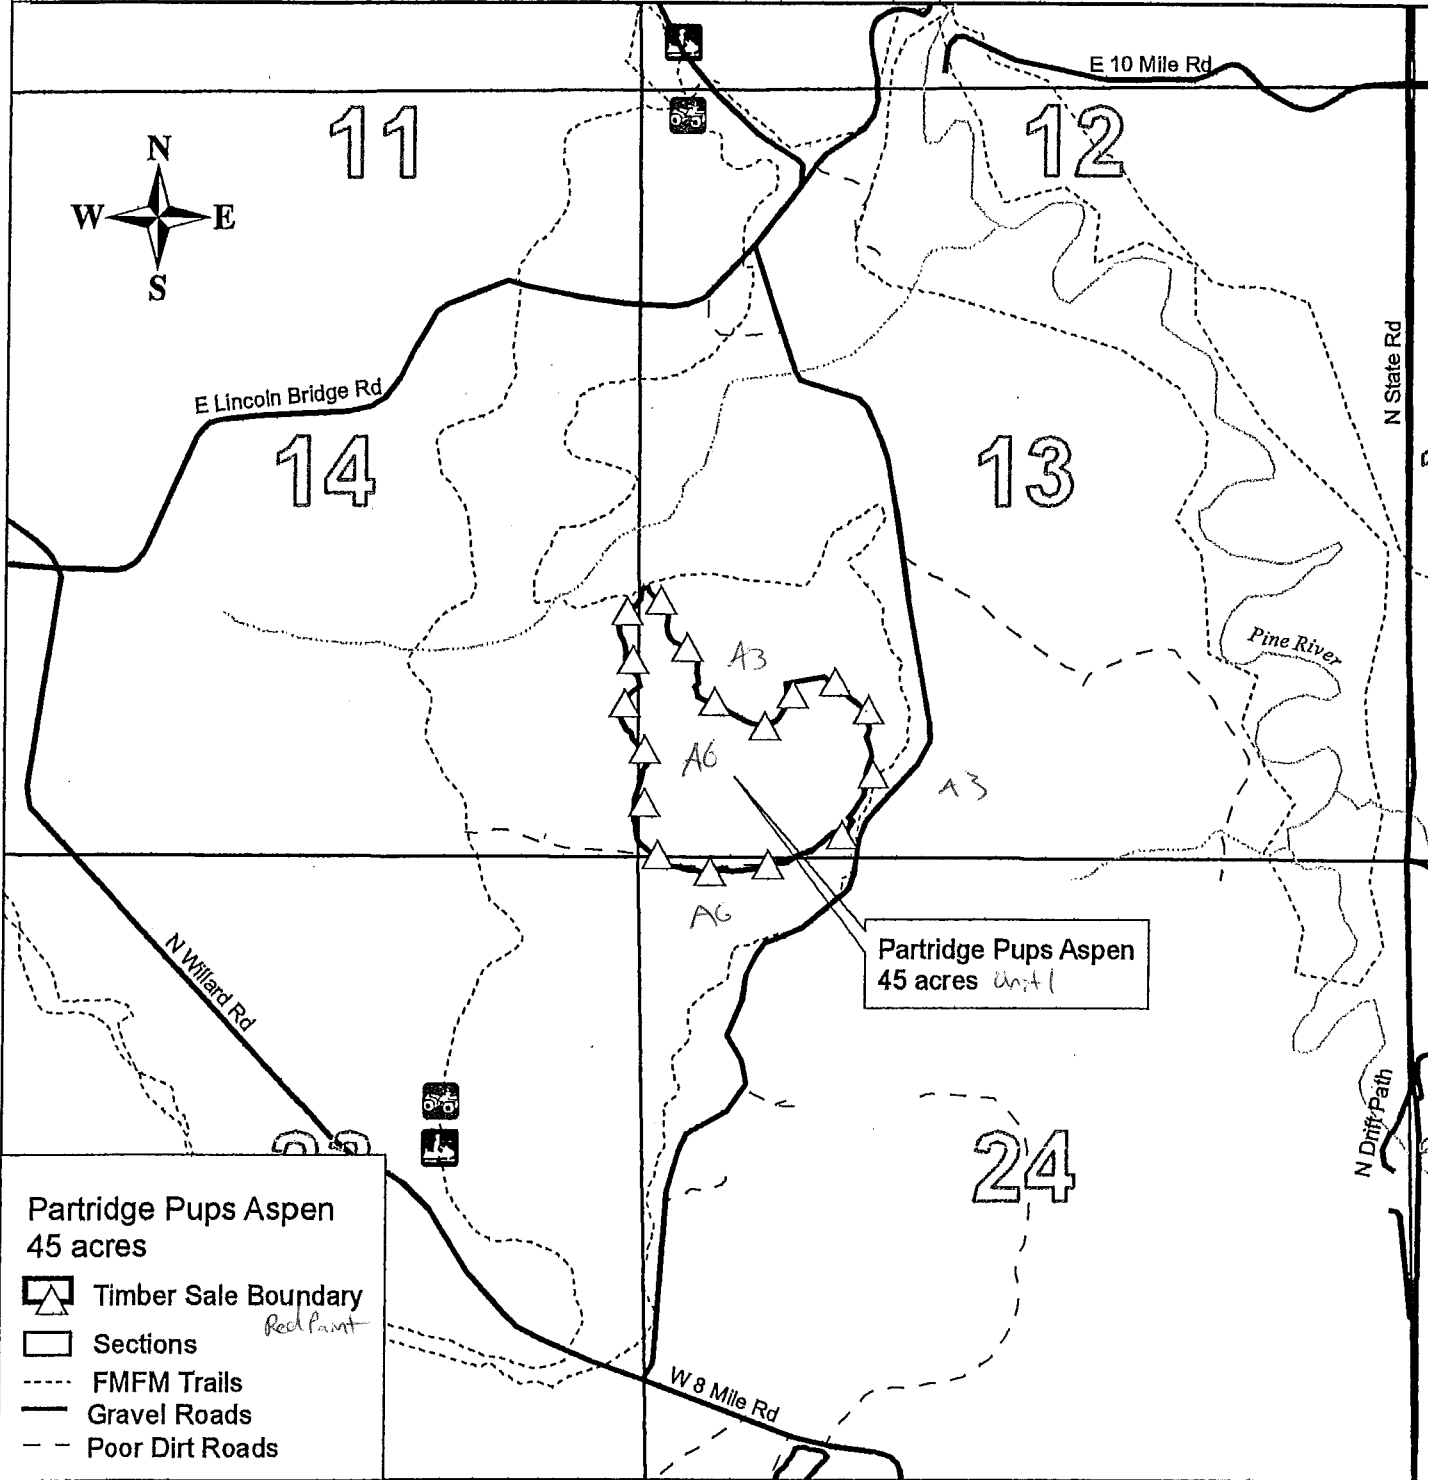 E 10 Mile Rd
11
12
N
W E
S
N State Rd
E Lincoln Bridge Rd
14
13
Pine River
A3
A6
A3
A6
Partridge Pups Aspen
45 acres Unit 1
N Willard Rd
N Drift Path
24
Partridge Pups Aspen
45 acres
Timber Sale Boundary
Red Paint
Sections
FMFM Trails
Gravel Roads
Poor Dirt Roads
W 8 Mile Rd